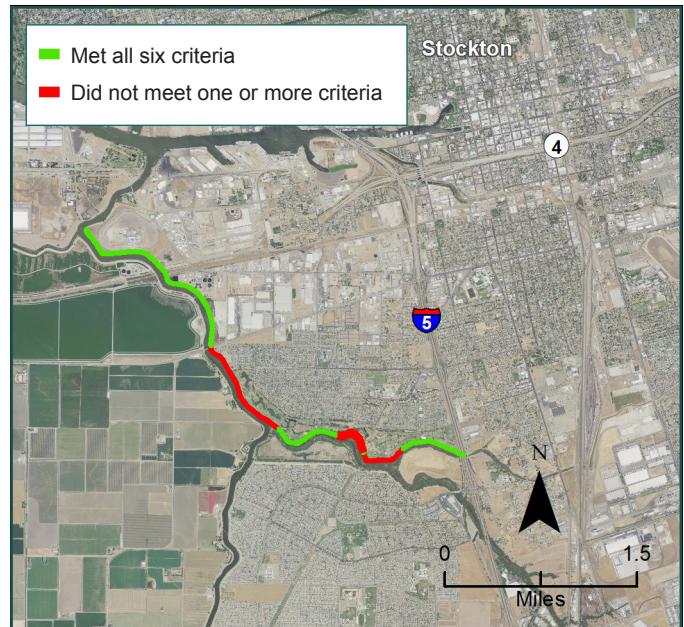 Met all six criteria
Did not meet one or more criteria
Stockton
4
5
N
0 1.5
Miles